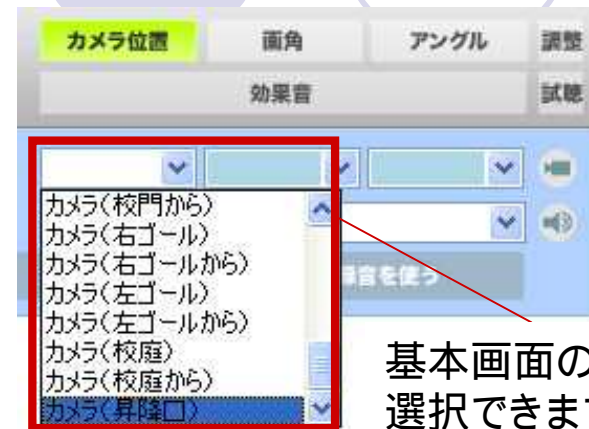 カメラ位置 画角 アングル 調整
効果音 試聴
カメラ(校門から)
カメラ(右ゴール)
カメラ(右ゴールから)
カメラ(左ゴール)
カメラ(左ゴールから)
カメラ(校庭)
カメラ(校庭から)
カメラ(昇降口)
録音を使う
基本画面の
選択できます